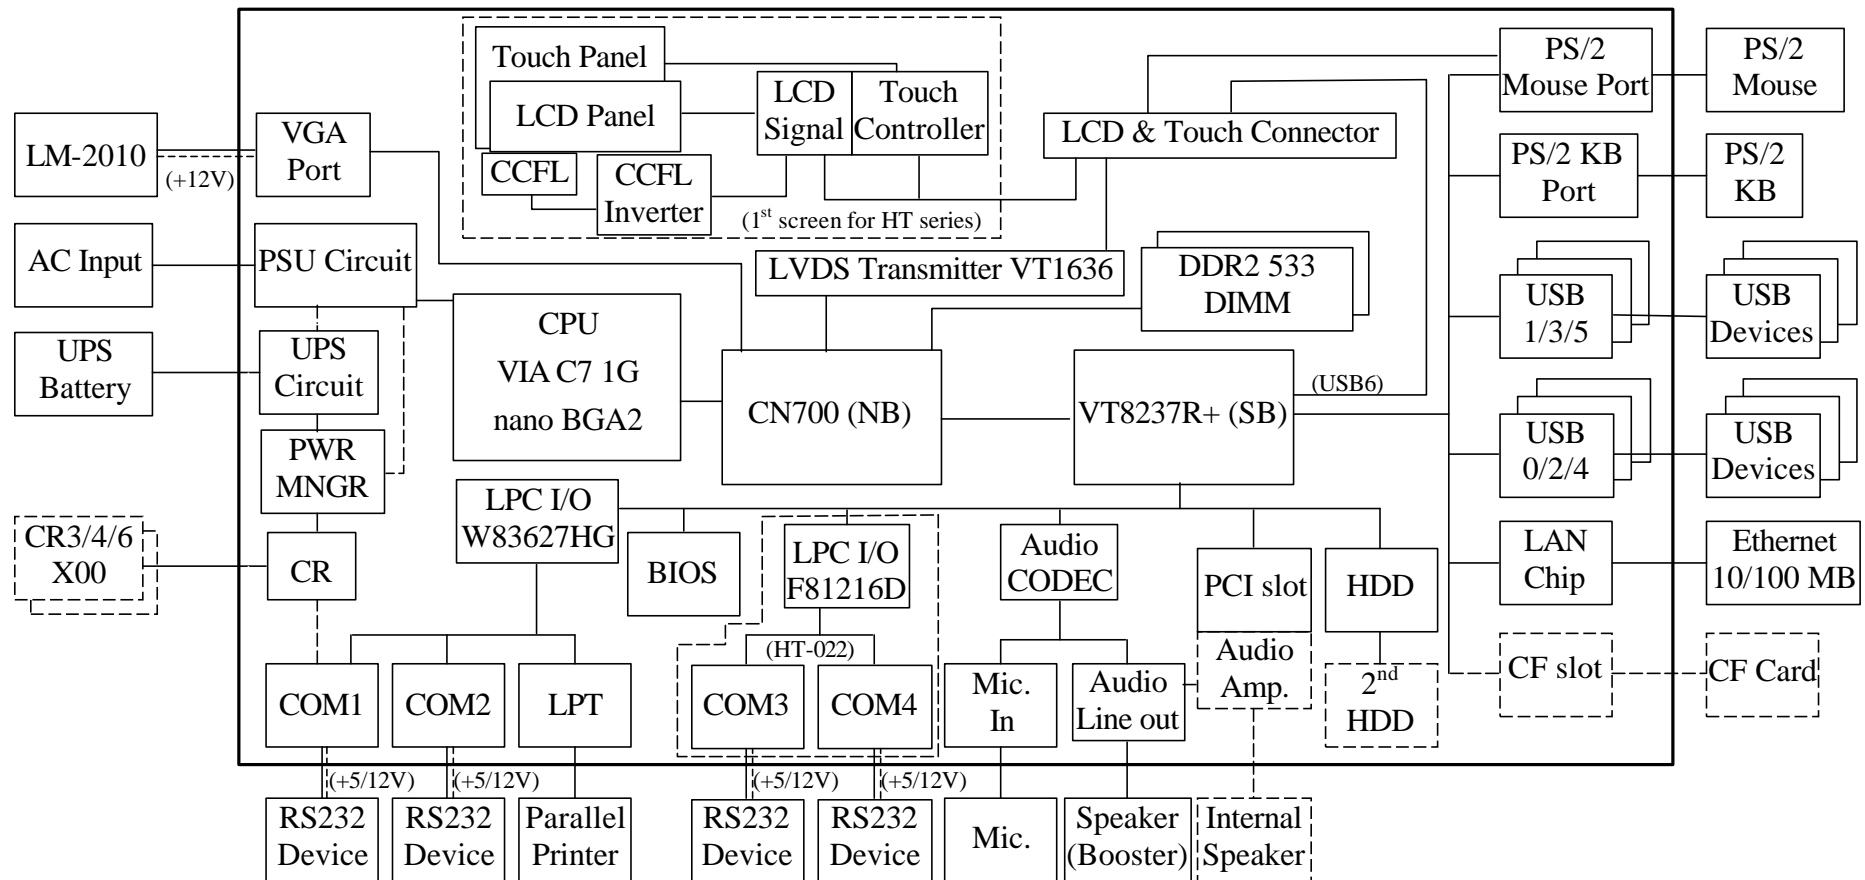 Touch Panel
LCD Panel
CCFL
CCFL
Inverter
LCD
Signal
Touch
Controller
(1st screen for HT series)
LCD & Touch Connector
PS/2
Mouse Port
PS/2
Mouse
LM-2010
(+12V)
VGA
Port
PS/2 KB
Port
PS/2
KB
AC Input
PSU Circuit
LVDS Transmitter VT1636
DDR2 533
DIMM
USB
1/3/5
USB
Devices
UPS
Battery
UPS
Circuit
CPU
VIA C7 1G
nano BGA2
CN700 (NB)
VT8237R+ (SB)
(USB6)
USB
0/2/4
USB
Devices
PWR
MNGR
CR3/4/6
X00
CR
LPC I/O
W83627HG
BIOS
LPC I/O
F81216D
Audio
CODEC
PCI slot
HDD
LAN
Chip
Ethernet
10/100 MB
(HT-022)
COM1
COM2
LPT
COM3
COM4
Mic.
In
Audio
Line out
Audio
Amp.
2nd
HDD
CF slot
CF Card
(+5/12V)
(+5/12V)
(+5/12V)
(+5/12V)
RS232
Device
RS232
Device
Parallel
Printer
RS232
Device
RS232
Device
Mic.
Speaker
(Booster)
Internal
Speaker